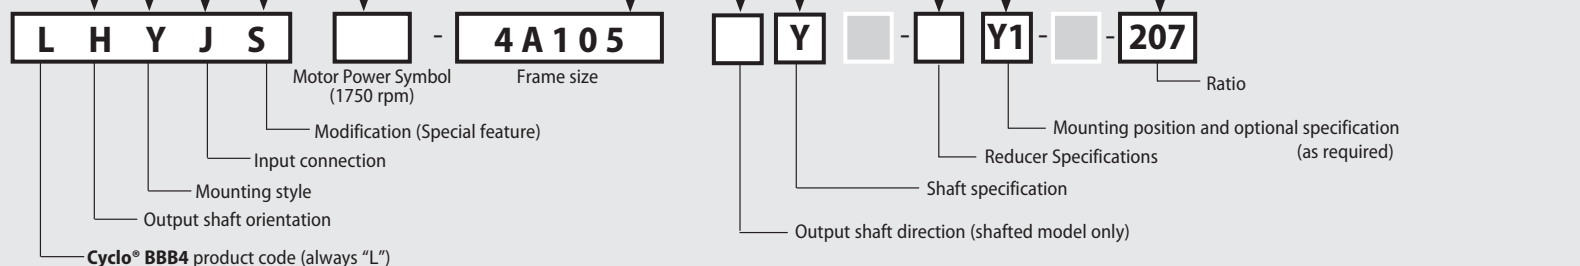 L H Y J S - 4 A 1 0 5 Y - Y1 - - 207
Motor Power Symbol
(1750 rpm)
Frame size
Ratio
Modification (Special feature)
Mounting position and optional specification
(as required)
Input connection
Reducer Specifications
Mounting style
Shaft specification
Output shaft orientation
Output shaft direction (shafted model only)
Cyclo® BBB4 product code (always “L”)